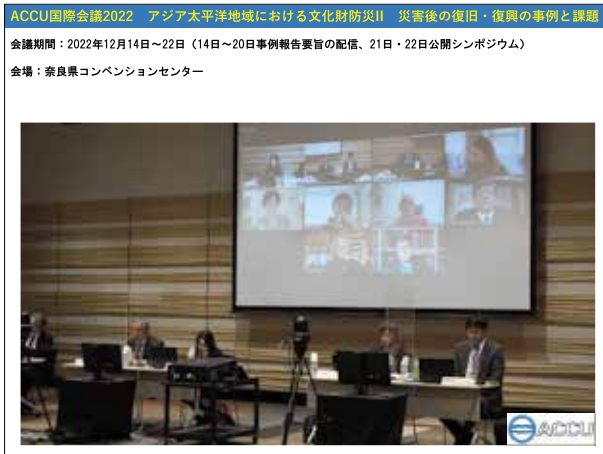 ACCU国際会議2022　アジア太平洋地域における文化財防災II　災害後の復旧・復興の事例と課題
会議期間：2022年12月14日～22日（14日～20日事例報告要旨の配信、21日・22日公開シンポジウム）
会場：奈良県コンベンションセンター
ACCU